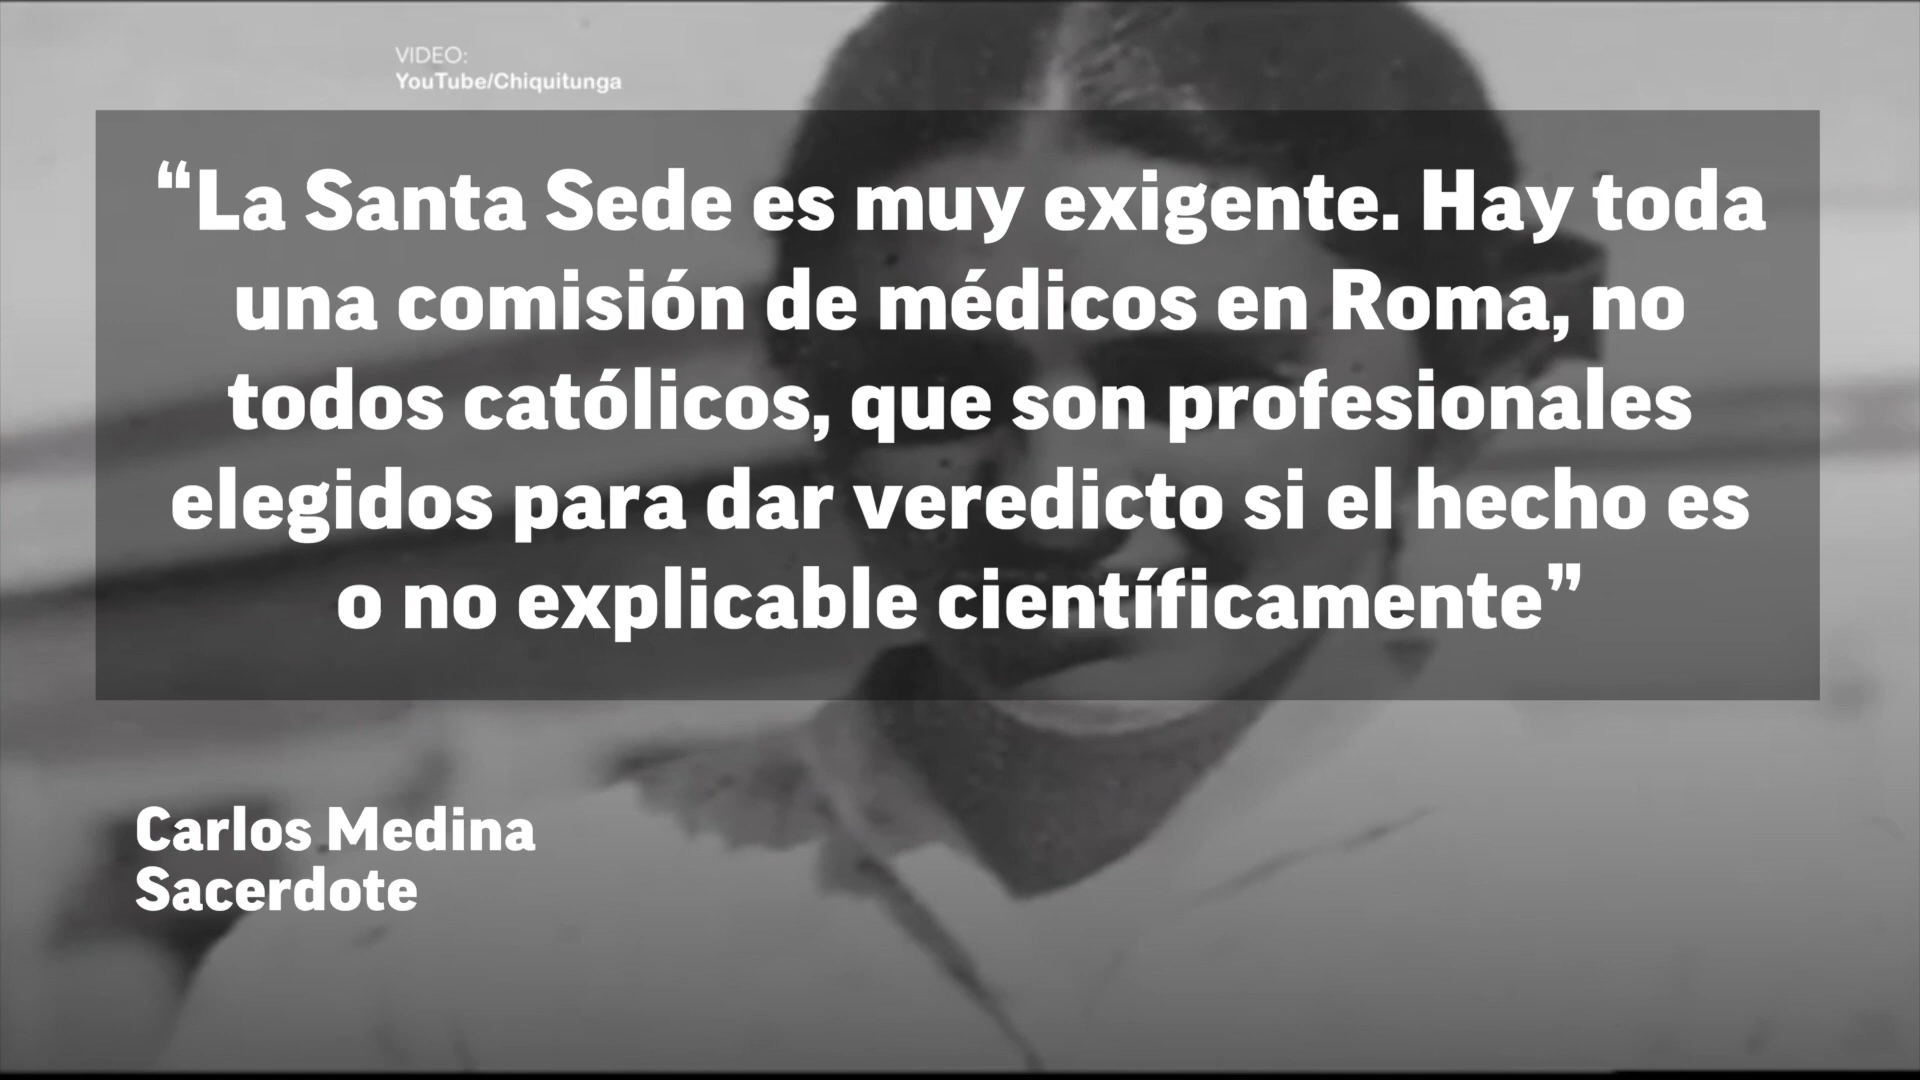 VIDEO:
YouTube/Chiquitunga
“La Santa Sede es muy exigente. Hay toda
una comisión de médicos en Roma, no
todos católicos, que son profesionales
elegidos para dar veredicto si el hecho es
o no explicable científicamente”
Carlos Medina
Sacerdote